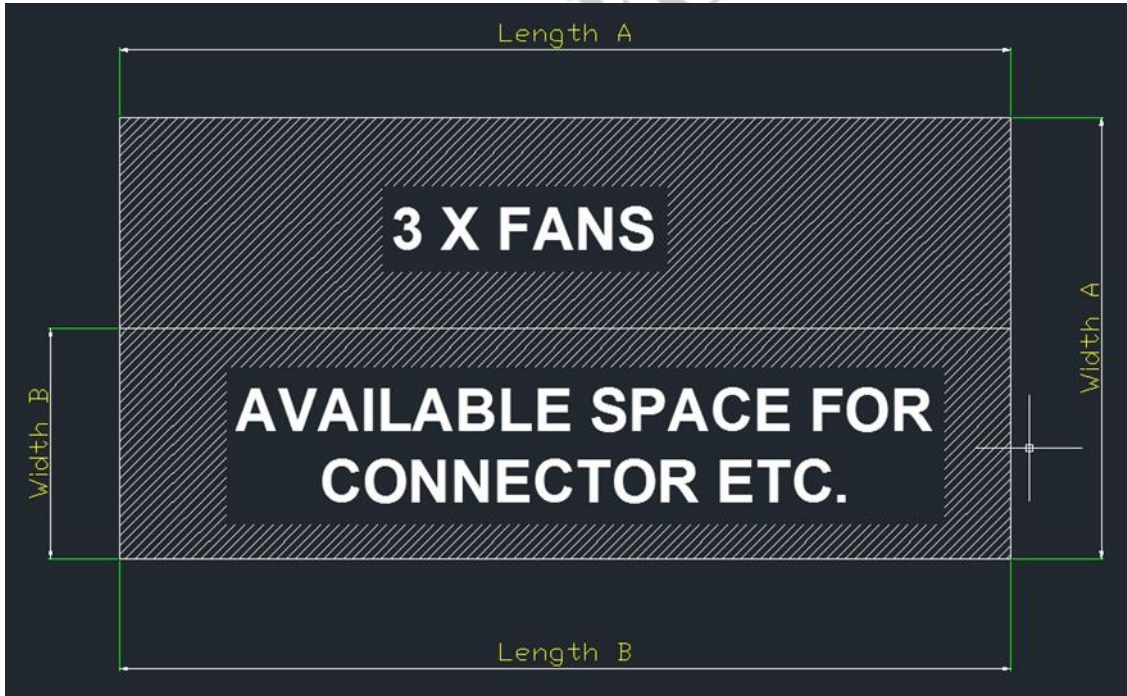 Length A
3 X FANS
Width A
Width B
AVAILABLE SPACE FOR
CONNECTOR ETC.
Length B